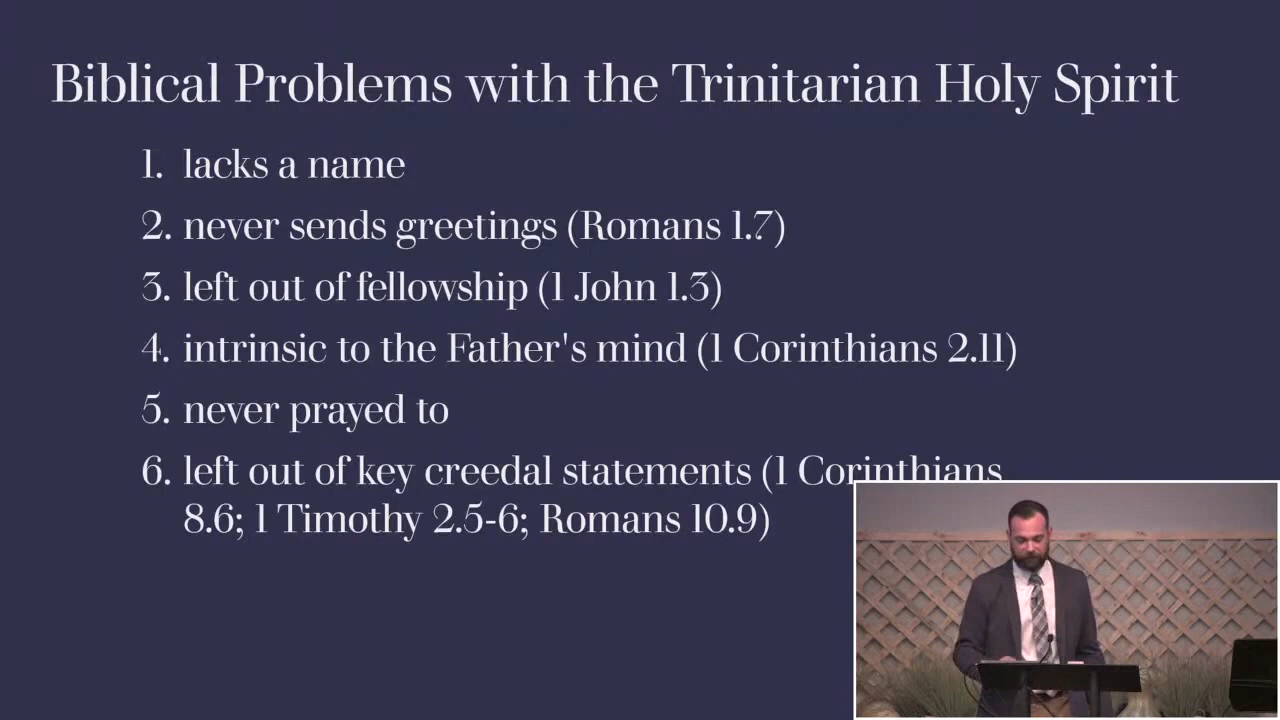 Biblical Problems with the Trinitarian Holy Spirit
1. lacks a name
2. never sends greetings (Romans 1.7)
3. left out of fellowship (1 John 1.3)
4. intrinsic to the Father's mind (1 Corinthians 2.11)
5. never prayed to
6. left out of key creedal statements (1 Corinthians
8.6; 1 Timothy 2.5-6; Romans 10.9)